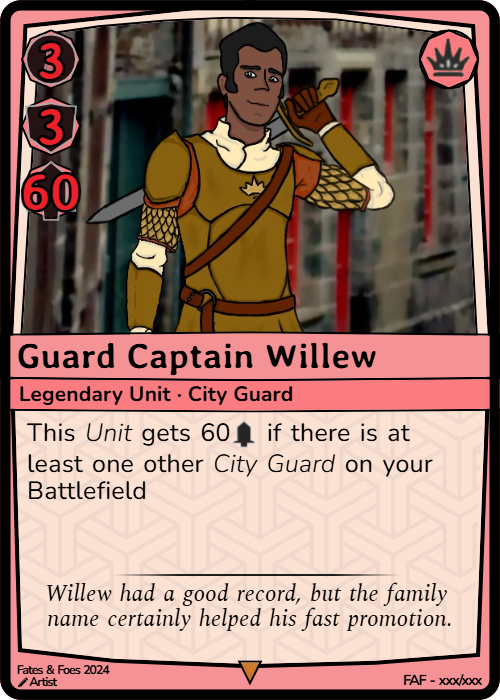 3
3
60
Guard Captain Willew
Legendary Unit · City Guard
This Unit gets 60 if there is at
least one other City Guard on your
Battlefield
Willew had a good record, but the family
name certainly helped his fast promotion.
Fates & Foes 2024
Artist
FAF - xxx/xxx